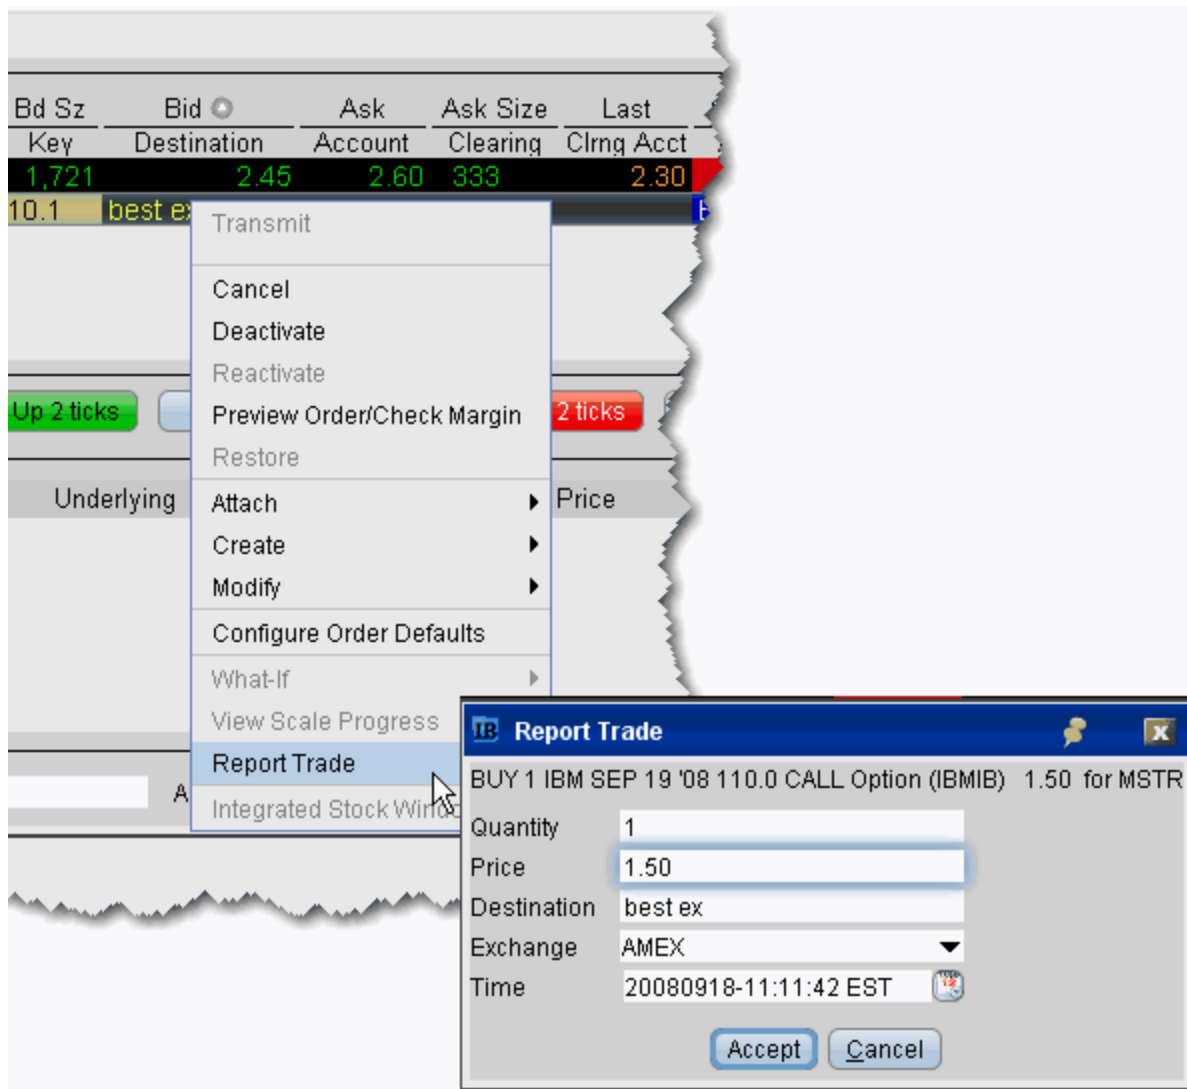 Bd Sz Bid Ask Ask Size Last
Key Destination Account Clearing Clrng Acct
1,721 2.45 2.60 333 2.30
10.1 best ex
Transmit
Cancel
Deactivate
Reactivate
Up 2 ticks Preview Order/Check Margin 2 ticks
Restore
Underlying Attach Price
Create
Modify
Configure Order Defaults
What-If
View Scale Progress
Report Trade
A Integrated Stock Windo
IB Report Trade
BUY 1 IBM SEP 19 '08 110.0 CALL Option (IBMIB) 1.50 for MSTR
Quantity 1
Price 1.50
Destination best ex
Exchange AMEX
Time 20080918-11:11:42 EST
Accept Cancel